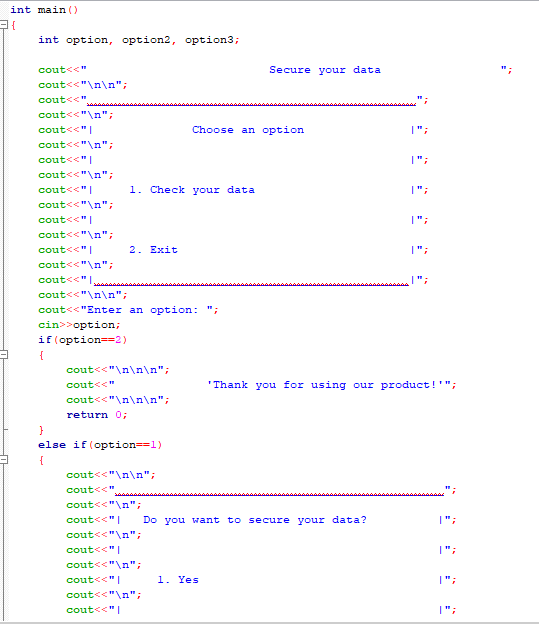 int main()
{
    int option, option2, option3;

    cout<<"                          Secure your data                 ";
    cout<<"\n\n";
    cout<<"_______________________________________________";
    cout<<"\n";
    cout<<"|              Choose an option               |";
    cout<<"\n";
    cout<<"|                                             |";
    cout<<"\n";
    cout<<"|     1. Check your data                      |";
    cout<<"\n";
    cout<<"|                                             |";
    cout<<"\n";
    cout<<"|     2. Exit                                 |";
    cout<<"\n";
    cout<<"|_____________________________________________|";
    cout<<"\n\n";
    cout<<"Enter an option: ";
    cin>>option;
    if(option==2)
    {
        cout<<"\n\n\n";
        cout<<"             'Thank you for using our product!'";
        cout<<"\n\n\n";
        return 0;
    }
    else if(option==1)
    {
        cout<<"\n\n";
        cout<<"_______________________________________________";
        cout<<"\n";
        cout<<"|   Do you want to secure your data?          |";
        cout<<"\n";
        cout<<"|                                             |";
        cout<<"\n";
        cout<<"|     1. Yes                                  |";
        cout<<"\n";
        cout<<"|                                             |";